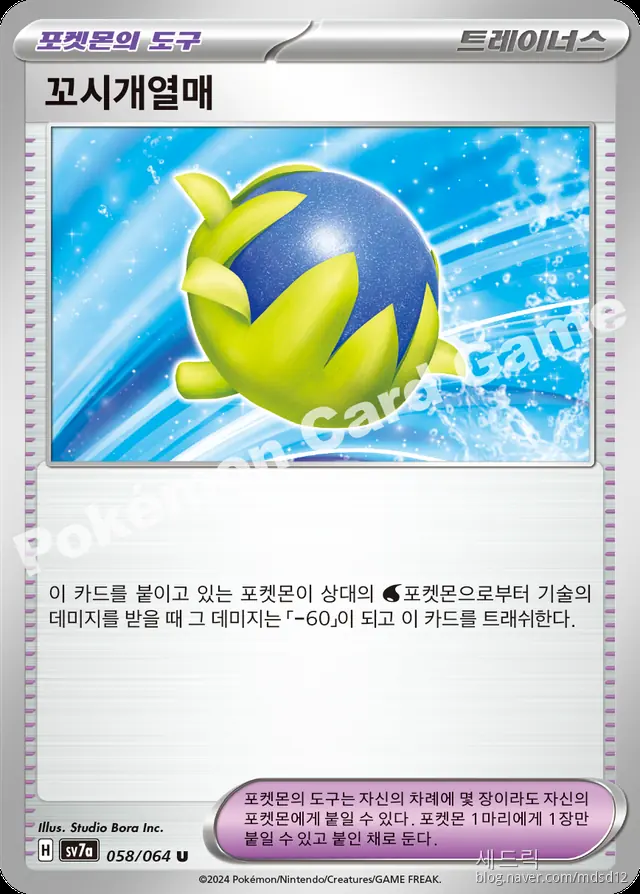 포켓몬의 도구
트레이너스
꼬시개열매
Pokémon Card Game
이 카드를 붙이고 있는 포켓몬이 상대의 포켓몬으로부터 기술의
데미지를 받을 때 그 데미지는 「-60」이 되고 이 카드를 트래쉬한다.
포켓몬의 도구는 자신의 차례에 몇 장이라도 자신의
포켓몬에게 붙일 수 있다. 포켓몬 1마리에게 1장만
붙일 수 있고 붙인 채로 둔다.
Illus. Studio Bora Inc.
H sv7a 058/064 U
©2024 Pokémon/Nintendo/Creatures/GAME FREAK.
세드릭
blog.naver.com/mdsd12